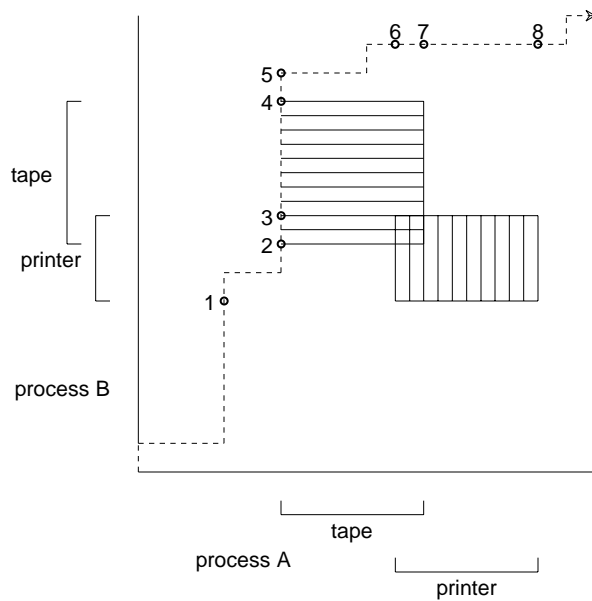 6 7 8
5
4
tape
3
printer
2
1
process B
tape
process A
printer